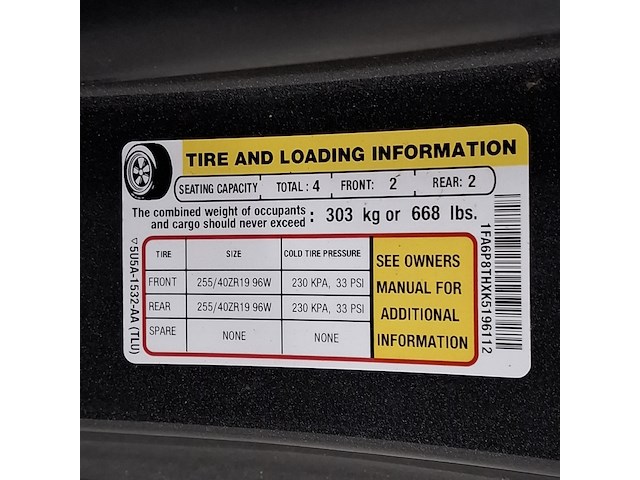 TIRE AND LOADING INFORMATION
SEATING CAPACITY TOTAL : 4 FRONT: 2 REAR: 2
The combined weight of occupants
and cargo should never exceed : 303 kg or 668 lbs.
TIRE SIZE COLD TIRE PRESSURE
FRONT 255/40ZR19 96W 230 KPA, 33 PSI
REAR 255/40ZR19 96W 230 KPA, 33 PSI
SPARE NONE NONE
SEE OWNERS
MANUAL FOR
ADDITIONAL
INFORMATION
5U5A-1532-AA (TLU)
1FA6P8THXK5196112